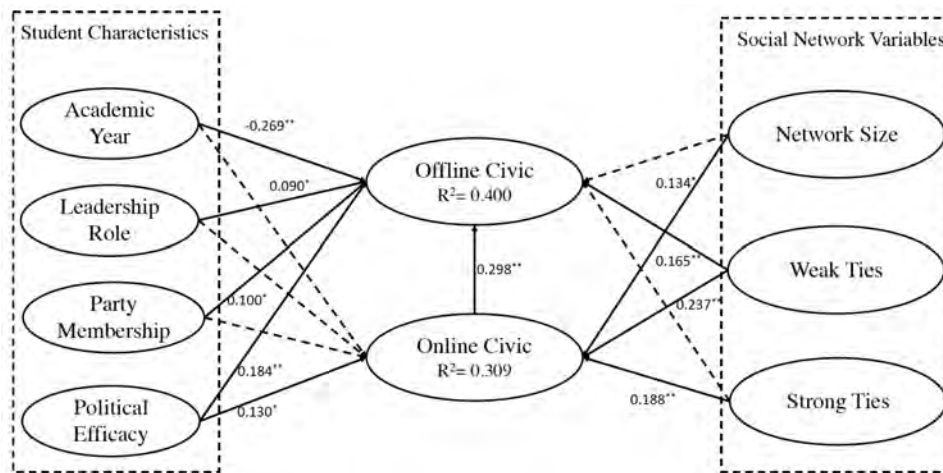 Student Characteristics
Academic
Year
Leadership
Role
Party
Membership
Political
Efficacy
-0.269**
0.090*
0.100*
0.184**
0.130*
Offline Civic
R²= 0.400
0.298**
Online Civic
R²= 0.309
0.134*
0.165**
0.237**
0.188**
Social Network Variables
Network Size
Weak Ties
Strong Ties